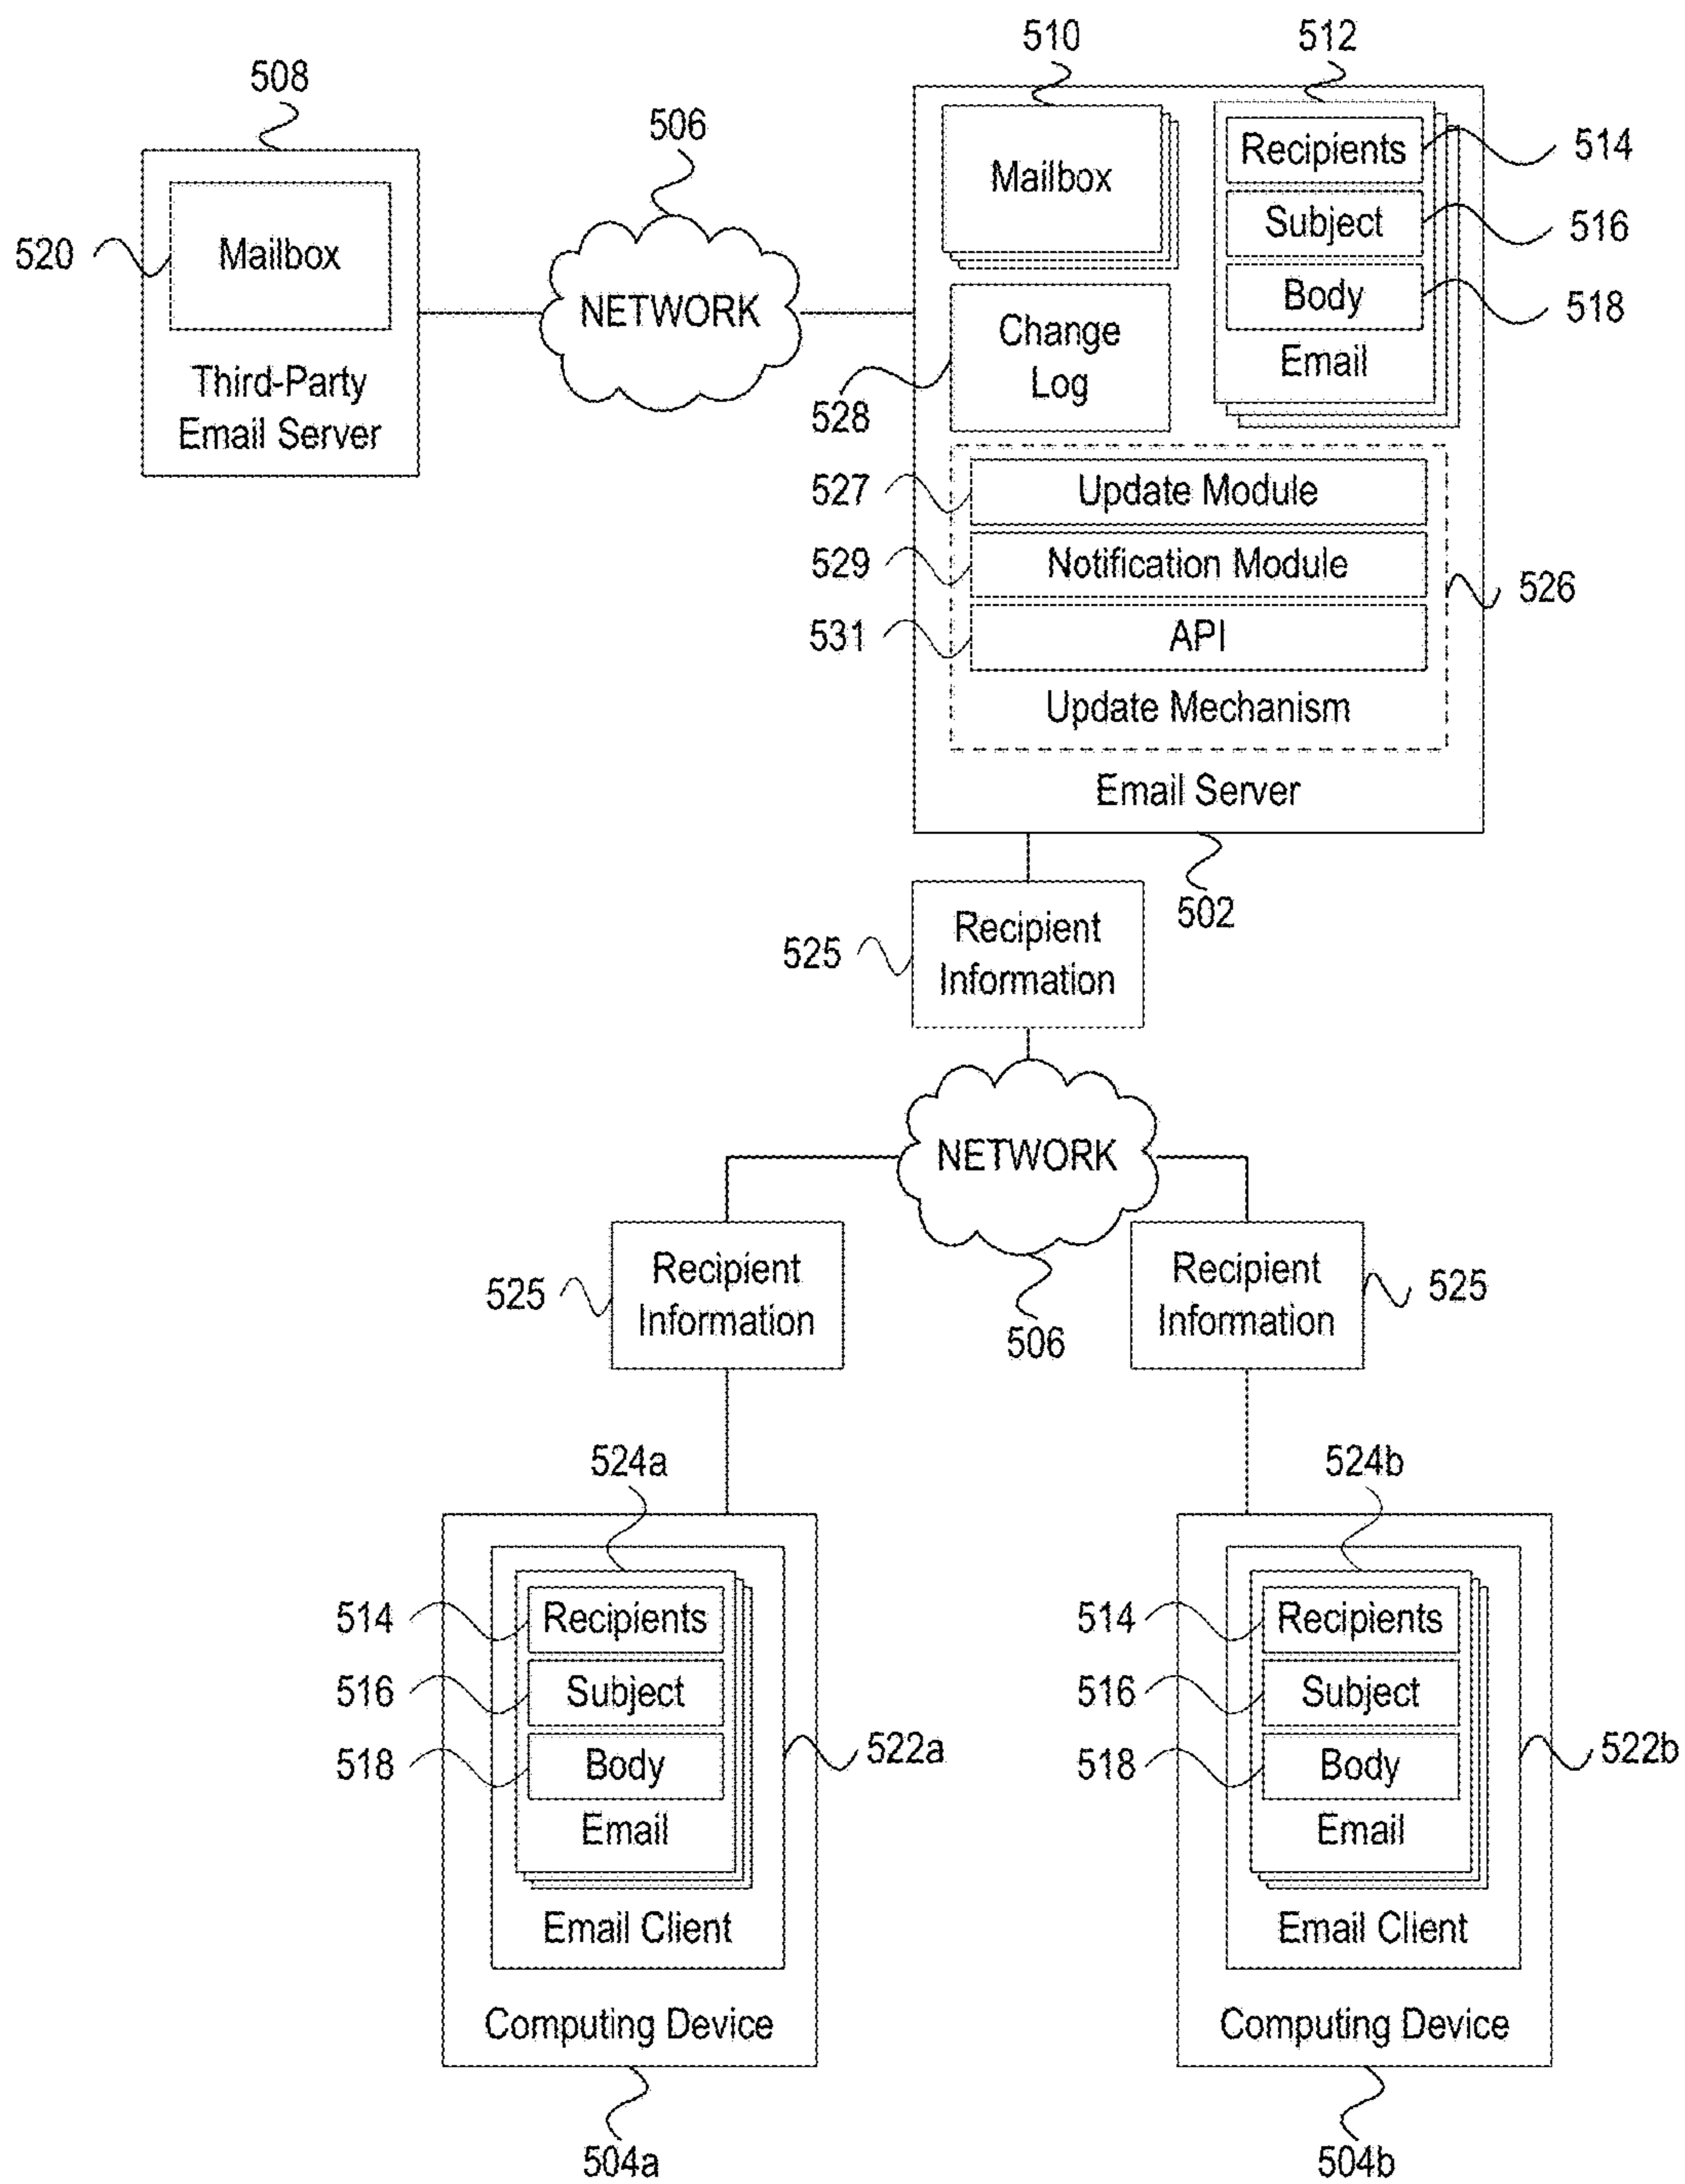 510
512
508
506
Mailbox
Recipients
514
520
Mailbox
Subject
516
NETWORK
Body
518
Change
Log
Email
528
Third-Party
Email Server
527
Update Module
529
Notification Module
526
531
API
Update Mechanism
Email Server
502
525
Recipient
Information
NETWORK
506
525
Recipient
Information
Recipient
Information
525
524a
524b
514
Recipients
516
Subject
518
Body
522a
Email
Email Client
Computing Device
504a
514
Recipients
516
Subject
518
Body
522b
Email
Email Client
Computing Device
504b